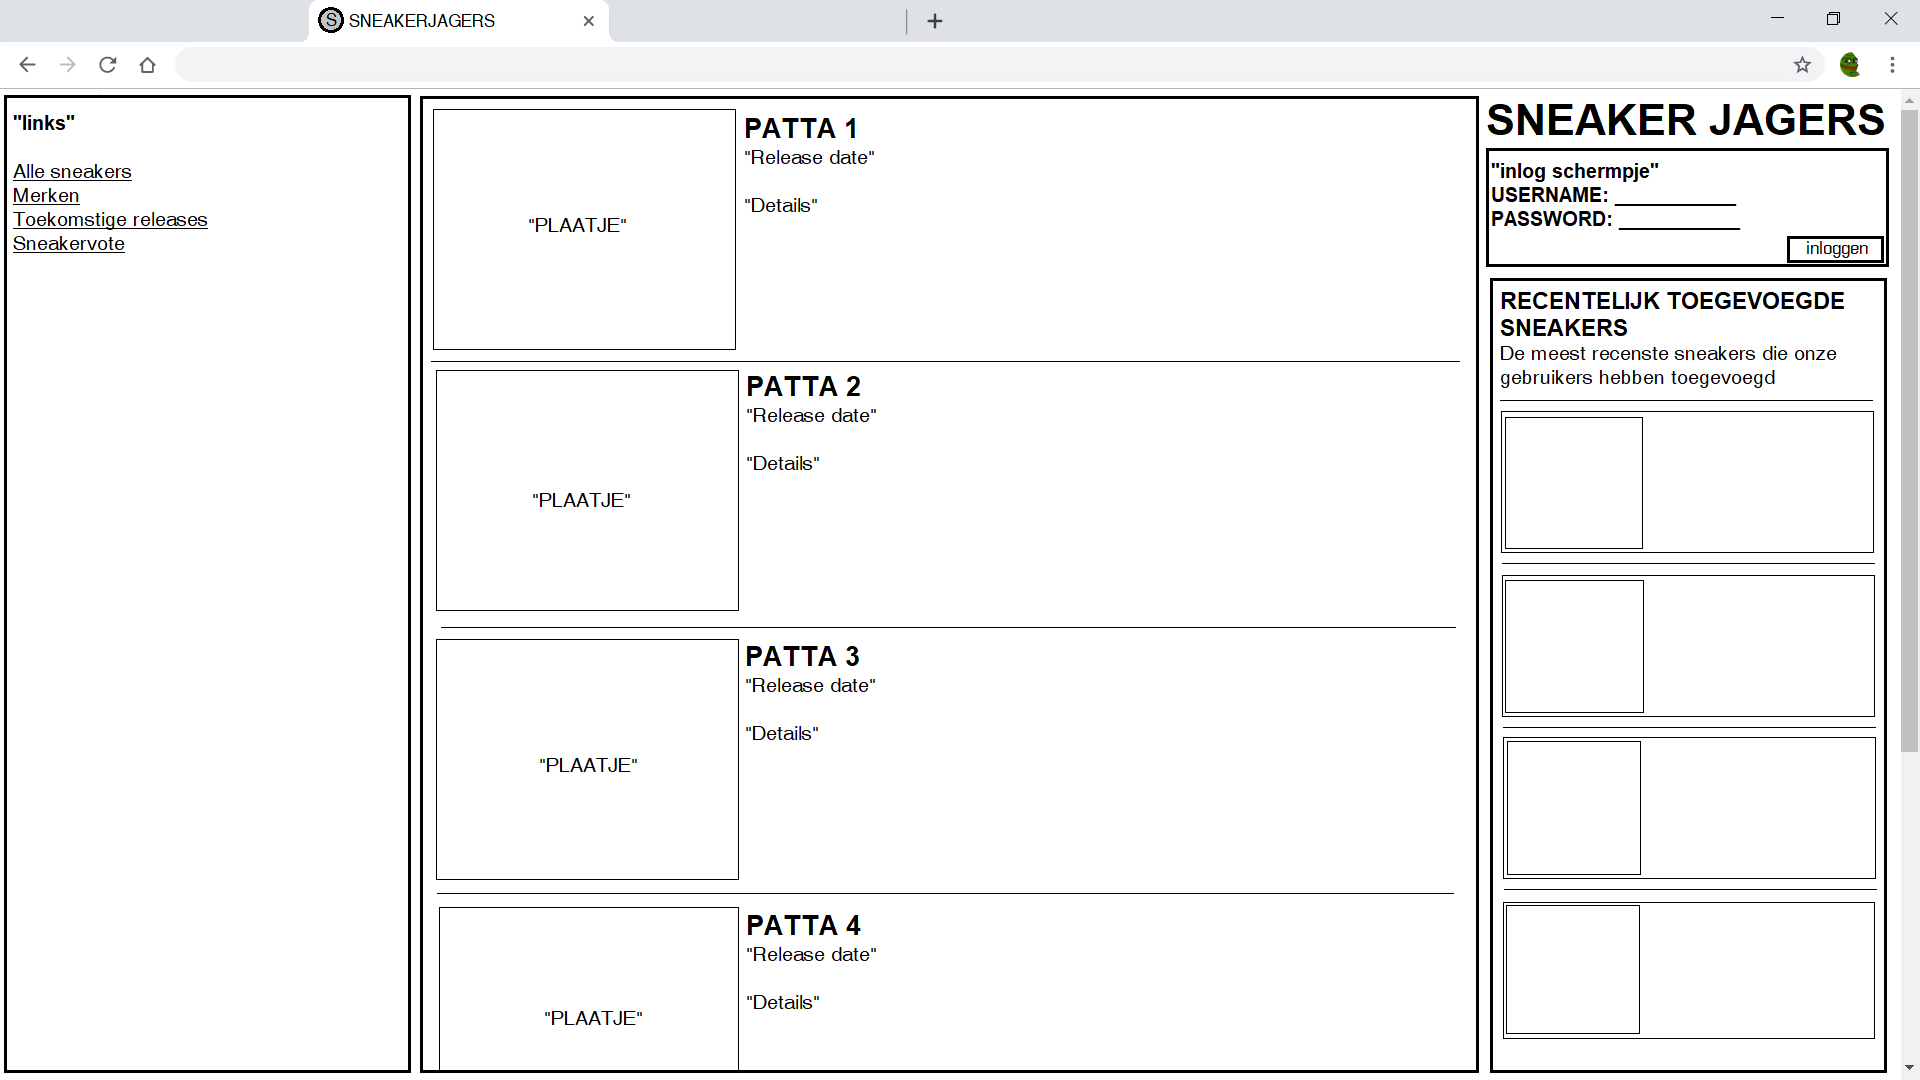 S SNEAKERJAGERS
"links"
Alle sneakers
Merken
Toekomstige releases
Sneakervote
PATTA 1
"Release date"
"Details"
"PLAATJE"
PATTA 2
"Release date"
"Details"
"PLAATJE"
PATTA 3
"Release date"
"Details"
"PLAATJE"
PATTA 4
"Release date"
"Details"
"PLAATJE"
SNEAKER JAGERS
"inlog schermpje"
USERNAME: ___________
PASSWORD: ___________
inloggen
RECENTELIJK TOEGEVOEGDE
SNEAKERS
De meest recenste sneakers die onze
gebruikers hebben toegevoegd